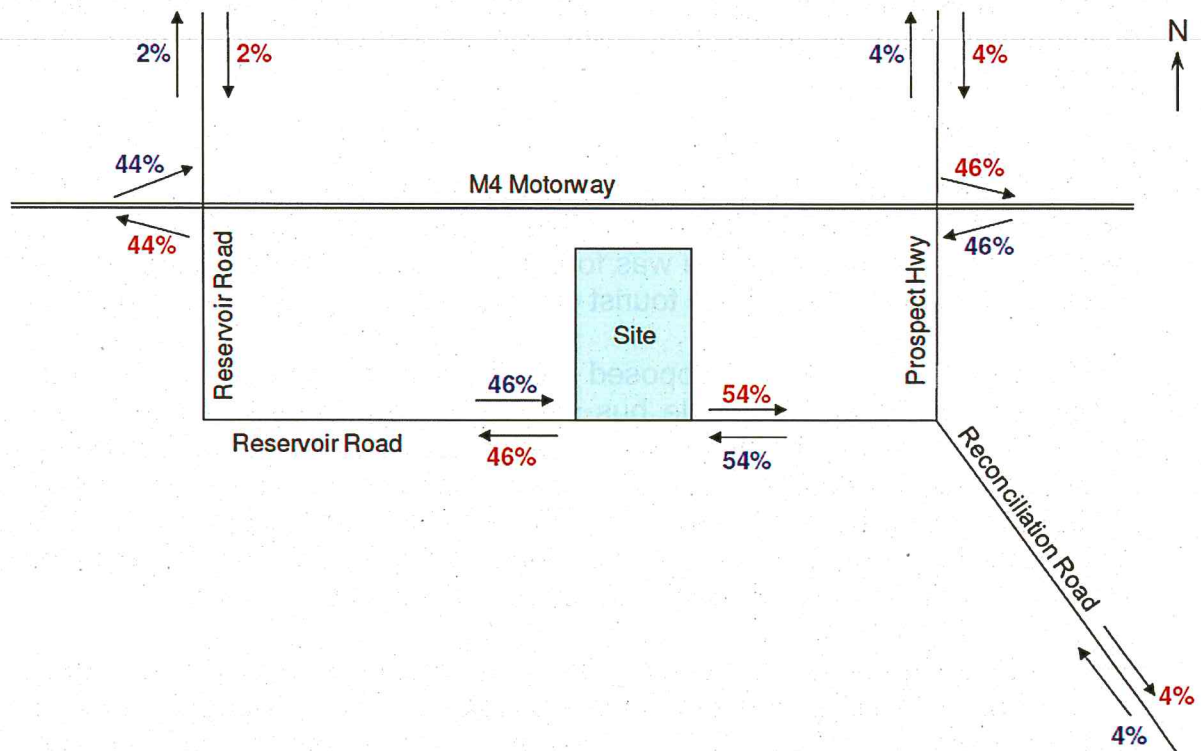 2%
2%
4%
4%
N
44%
M4 Motorway
46%
44%
46%
Reservoir Road
Prospect Hwy
Site
46%
54%
Reservoir Road
46%
54%
Reconciliation Road
4%
4%